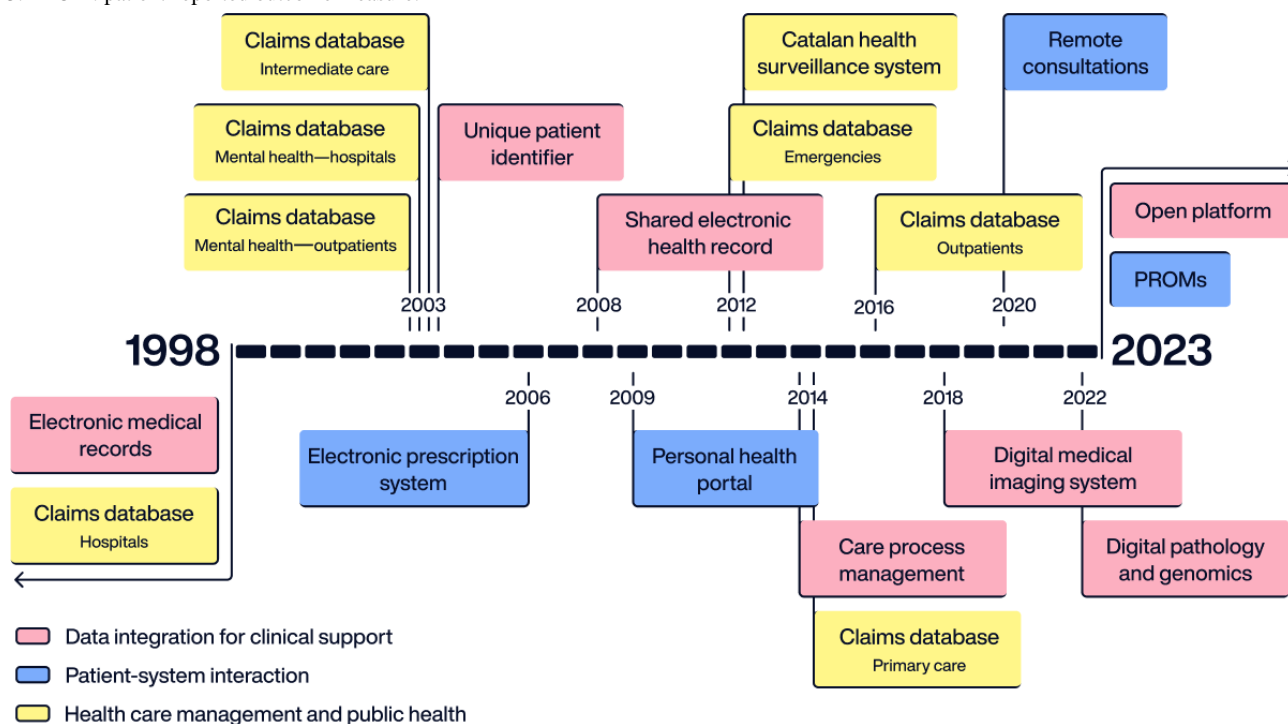 Claims database
Intermediate care
Catalan health
surveillance system
Remote
consultations
Claims database
Mental health—hospitals
Unique patient
identifier
Claims database
Emergencies
Claims database
Mental health—outpatients
Shared electronic
health record
Claims database
Outpatients
Open platform
PROMs
2003
2008
2012
2016
2020
1998
2023
2006
2009
2014
2018
2022
Electronic medical
records
Electronic prescription
system
Personal health
portal
Digital medical
imaging system
Claims database
Hospitals
Care process
management
Digital pathology
and genomics
Claims database
Primary care
Data integration for clinical support
Patient-system interaction
Health care management and public health